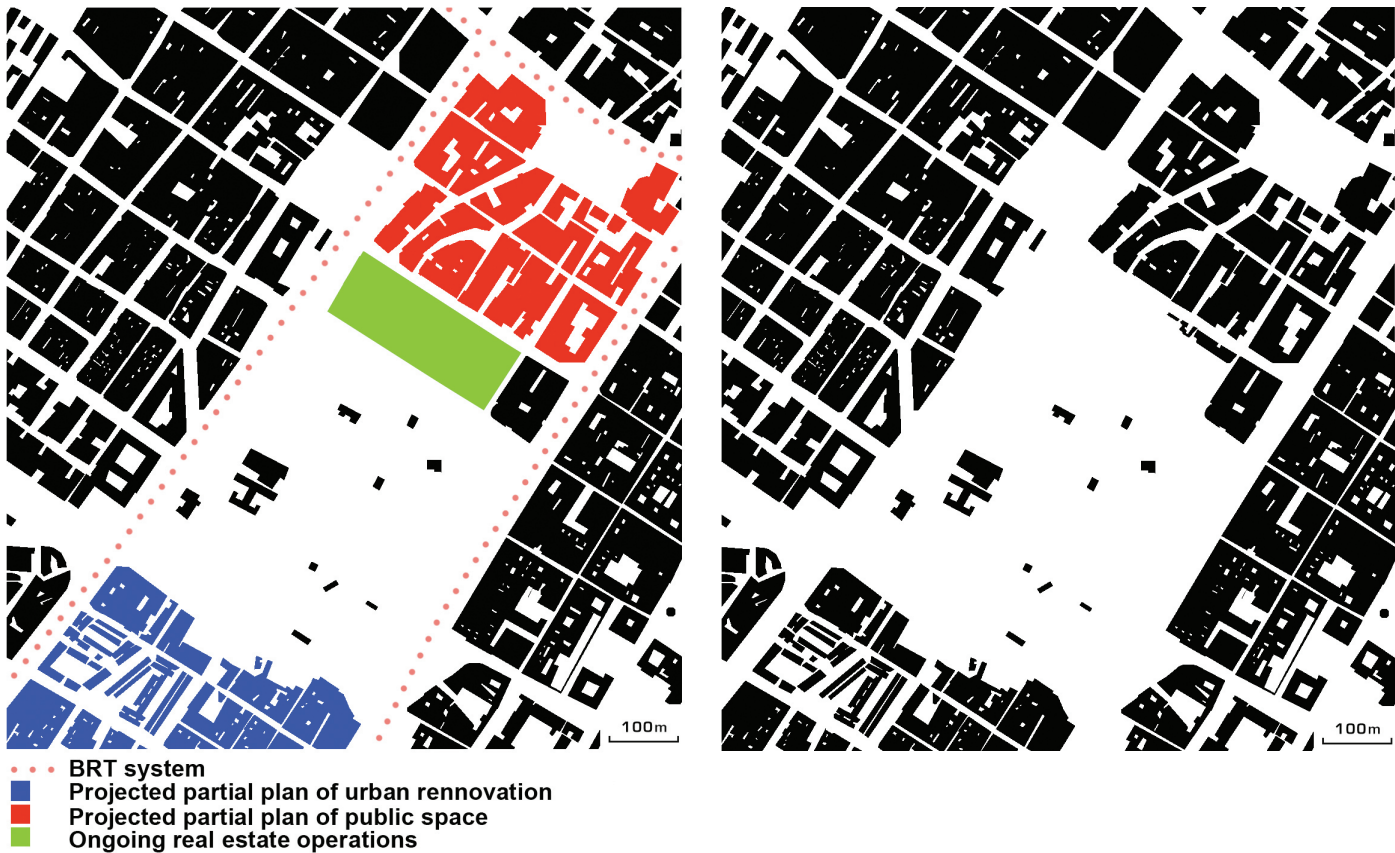 100m
100m
BRT system
Projected partial plan of urban rennovation
Projected partial plan of public space
Ongoing real estate operations